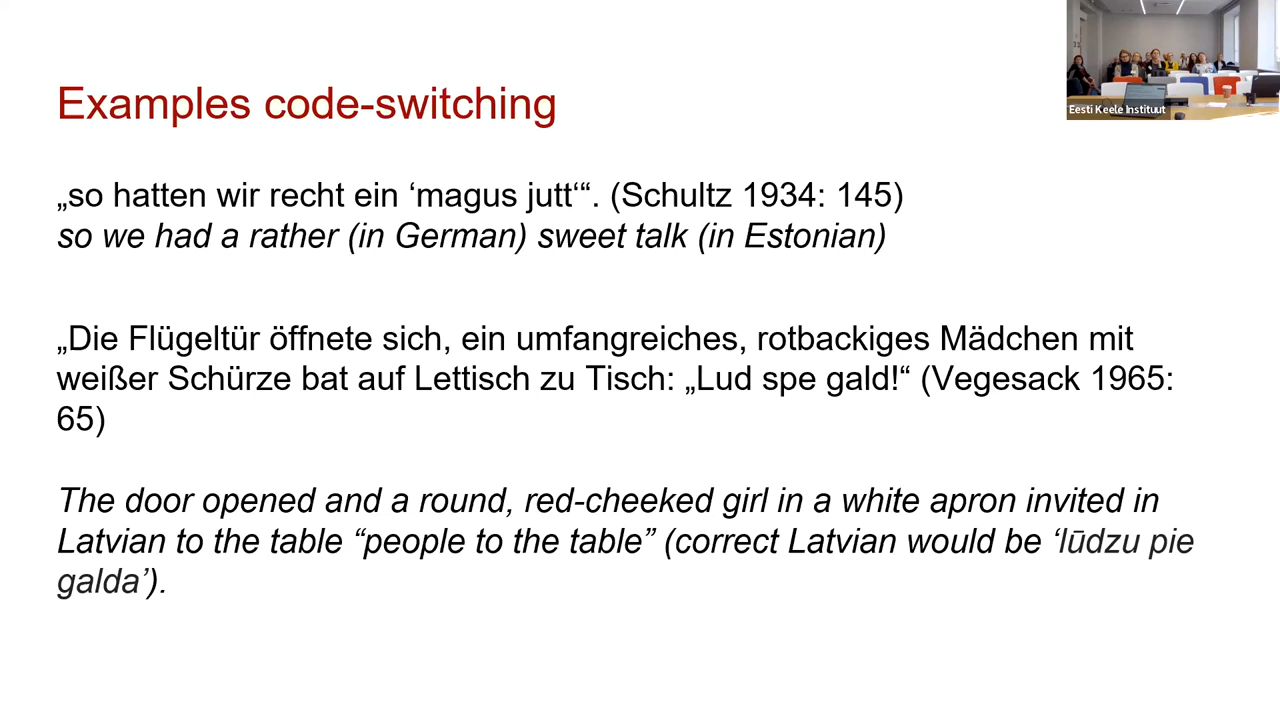 Examples code-switching
Eesti Keele Instituut
„so hatten wir recht ein ‘magus jutt‘“. (Schultz 1934: 145)
so we had a rather (in German) sweet talk (in Estonian)
„Die Flügeltür öffnete sich, ein umfangreiches, rotbackiges Mädchen mit
weißer Schürze bat auf Lettisch zu Tisch: „Lud spe gald!“ (Vegesack 1965:
65)
The door opened and a round, red-cheeked girl in a white apron invited in
Latvian to the table “people to the table” (correct Latvian would be ‘lūdzu pie
galda’).